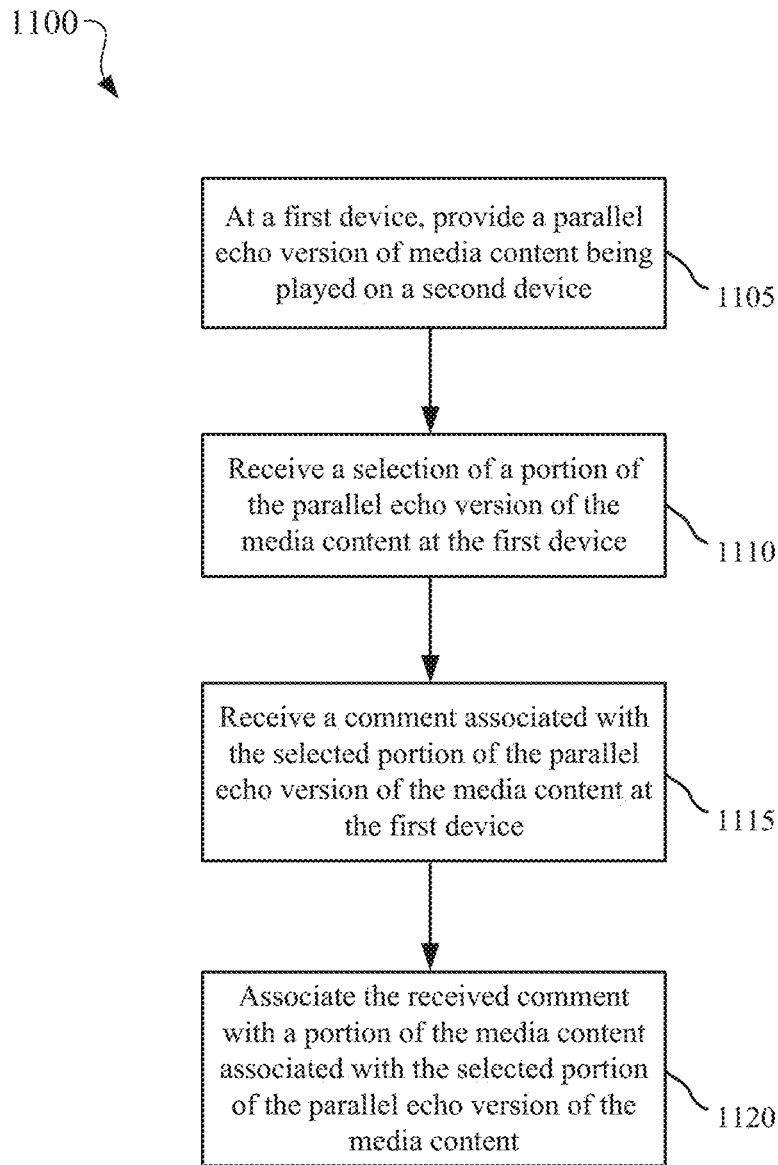 1100
At a first device, provide a parallel
echo version of media content being
played on a second device
1105
Receive a selection of a portion of
the parallel echo version of the
media content at the first device
1110
Receive a comment associated with
the selected portion of the parallel
echo version of the media content at
the first device
1115
Associate the received comment
with a portion of the media content
associated with the selected portion
of the parallel echo version of the
media content
1120